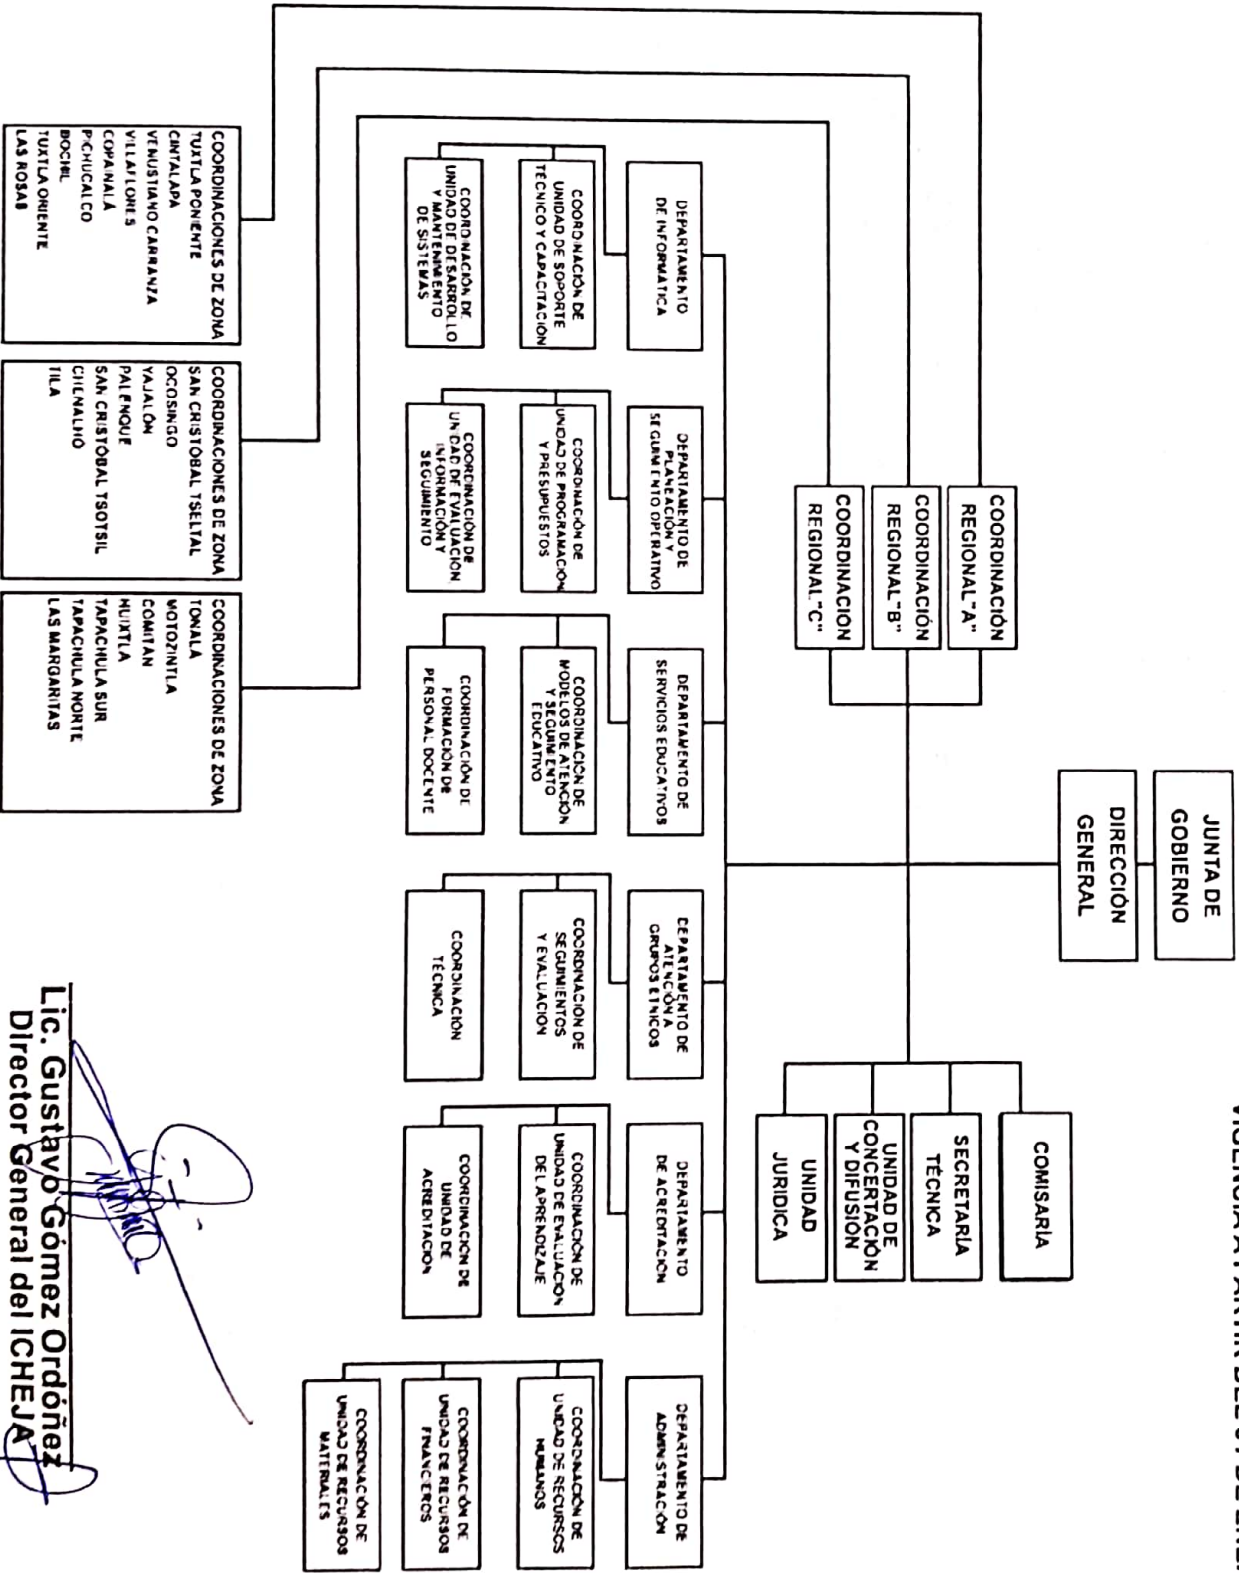 JUNTA DE
GOBIERNO
DIRECCIÓN
GENERAL
COMISARÍA
SECRETARÍA
TÉCNICA
UNIDAD DE
CONCERTACIÓN
Y DIFUSIÓN
UNIDAD
JURIDICA
COORDINACIÓN
REGIONAL "A"
COORDINACIÓN
REGIONAL "B"
COORDINACION
REGIONAL "C"
DEPARTAMENTO
DE INFORMATICA
COORDINACIÓN DE
UNIDAD DE SOPORTE
TÉCNICO Y CAPACITACIÓN
COORDINACIÓN DE
UNIDAD DE DESARROLLO
Y MANTENIMIENTO
DE SISTEMAS
DEPARTAMENTO DE
PLANEACIÓN Y
SEGUIMIENTO OPERATIVO
COORDINACIÓN DE
UNIDAD DE PROGRAMACIÓN
Y PRESUPUESTOS
COORDINACIÓN DE
UNIDAD DE EVALUACIÓN,
INFORMACIÓN Y
SEGUIMIENTO
DEPARTAMENTO DE
SERVICIOS EDUCATIVOS
COORDINACIÓN DE
MODELOS DE ATENCIÓN
Y SEGUIMIENTO
EDUCATIVO
COORDINACIÓN DE
FORMACIÓN DE
PERSONAL DOCENTE
DEPARTAMENTO DE
ATENCIÓN A
GRUPOS ETNICOS
COORDINACIÓN DE
SEGUIMIENTOS
Y EVALUACION
COORDINACIÓN
TÉCNICA
DEPARTAMENTO
DE ACREDITACIÓN
COORDINACIÓN DE
UNIDAD DE EVALUACIÓN
DEL APRENDIZAJE
COORDINACIÓN DE
UNIDAD DE
ACREDITACION
DEPARTAMENTO DE
ADMINISTRACIÓN
COORDINACIÓN DE
UNIDAD DE RECURSOS
HUMANOS
COORDINACIÓN DE
UNIDAD DE RECURSOS
FINANCIEROS
COORDINACIÓN DE
UNIDAD DE RECURSOS
MATERIALES
COORDINACIONES DE ZONA
TUXTLA PONIENTE
CINTALAPA
VENUSTIANO CARRANZA
VILLAFLORES
COPAINALÁ
PICHUCALCO
BOCHIL
TUXTLA ORIENTE
LAS ROSAS
COORDINACIONES DE ZONA
SAN CRISTÓBAL TSELTAL
OCOSINGO
YAJALÓN
PALENQUE
SAN CRISTÓBAL TSOTSIL
CHENALHÓ
TILA
COORDINACIONES DE ZONA
TONALA
MOTOZINTLA
COMITAN
HUIXTLA
TAPACHULA SUR
TAPACHULA NORTE
LAS MARGARITAS
Lic. Gustavo Gómez Ordóñez
Director General del ICHEJA